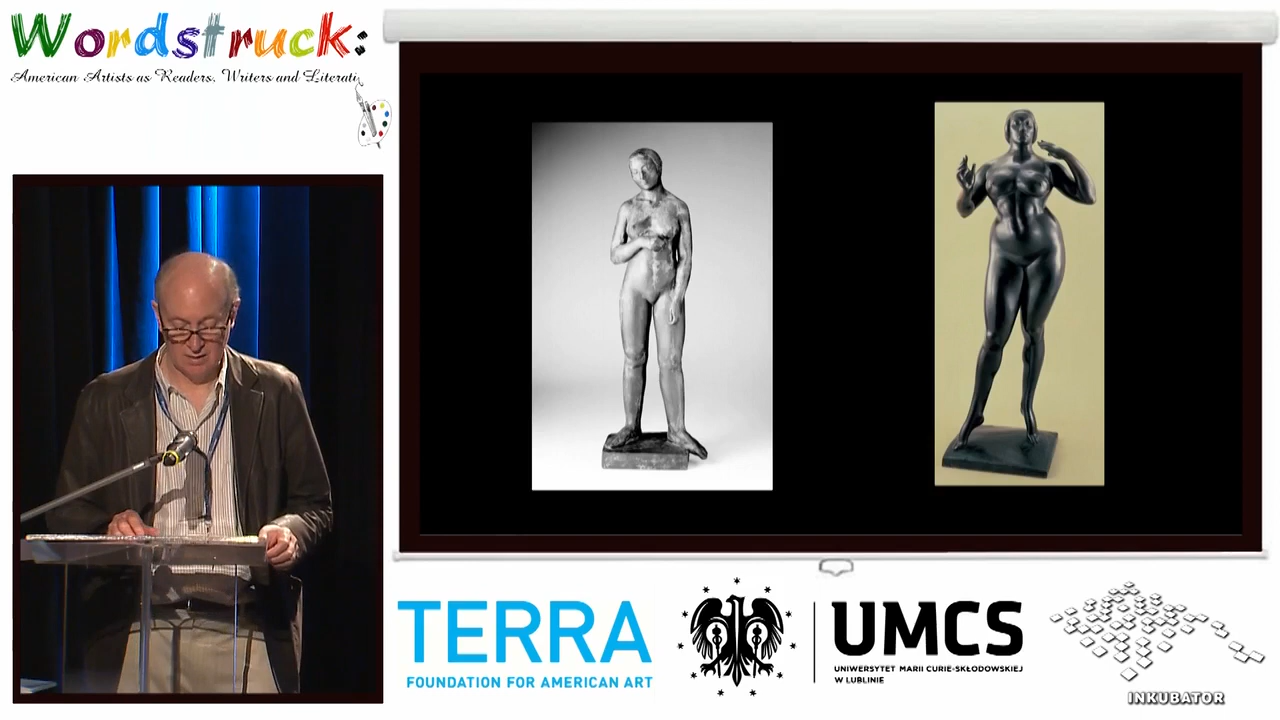 Wordstruck:
American Artists as Readers, Writers and Literati
TERRA
FOUNDATION FOR AMERICAN ART
UMCS
UNIWERSYTET MARII CURIE-SKŁODOWSKIEJ
W LUBLINIE
INKUBATOR